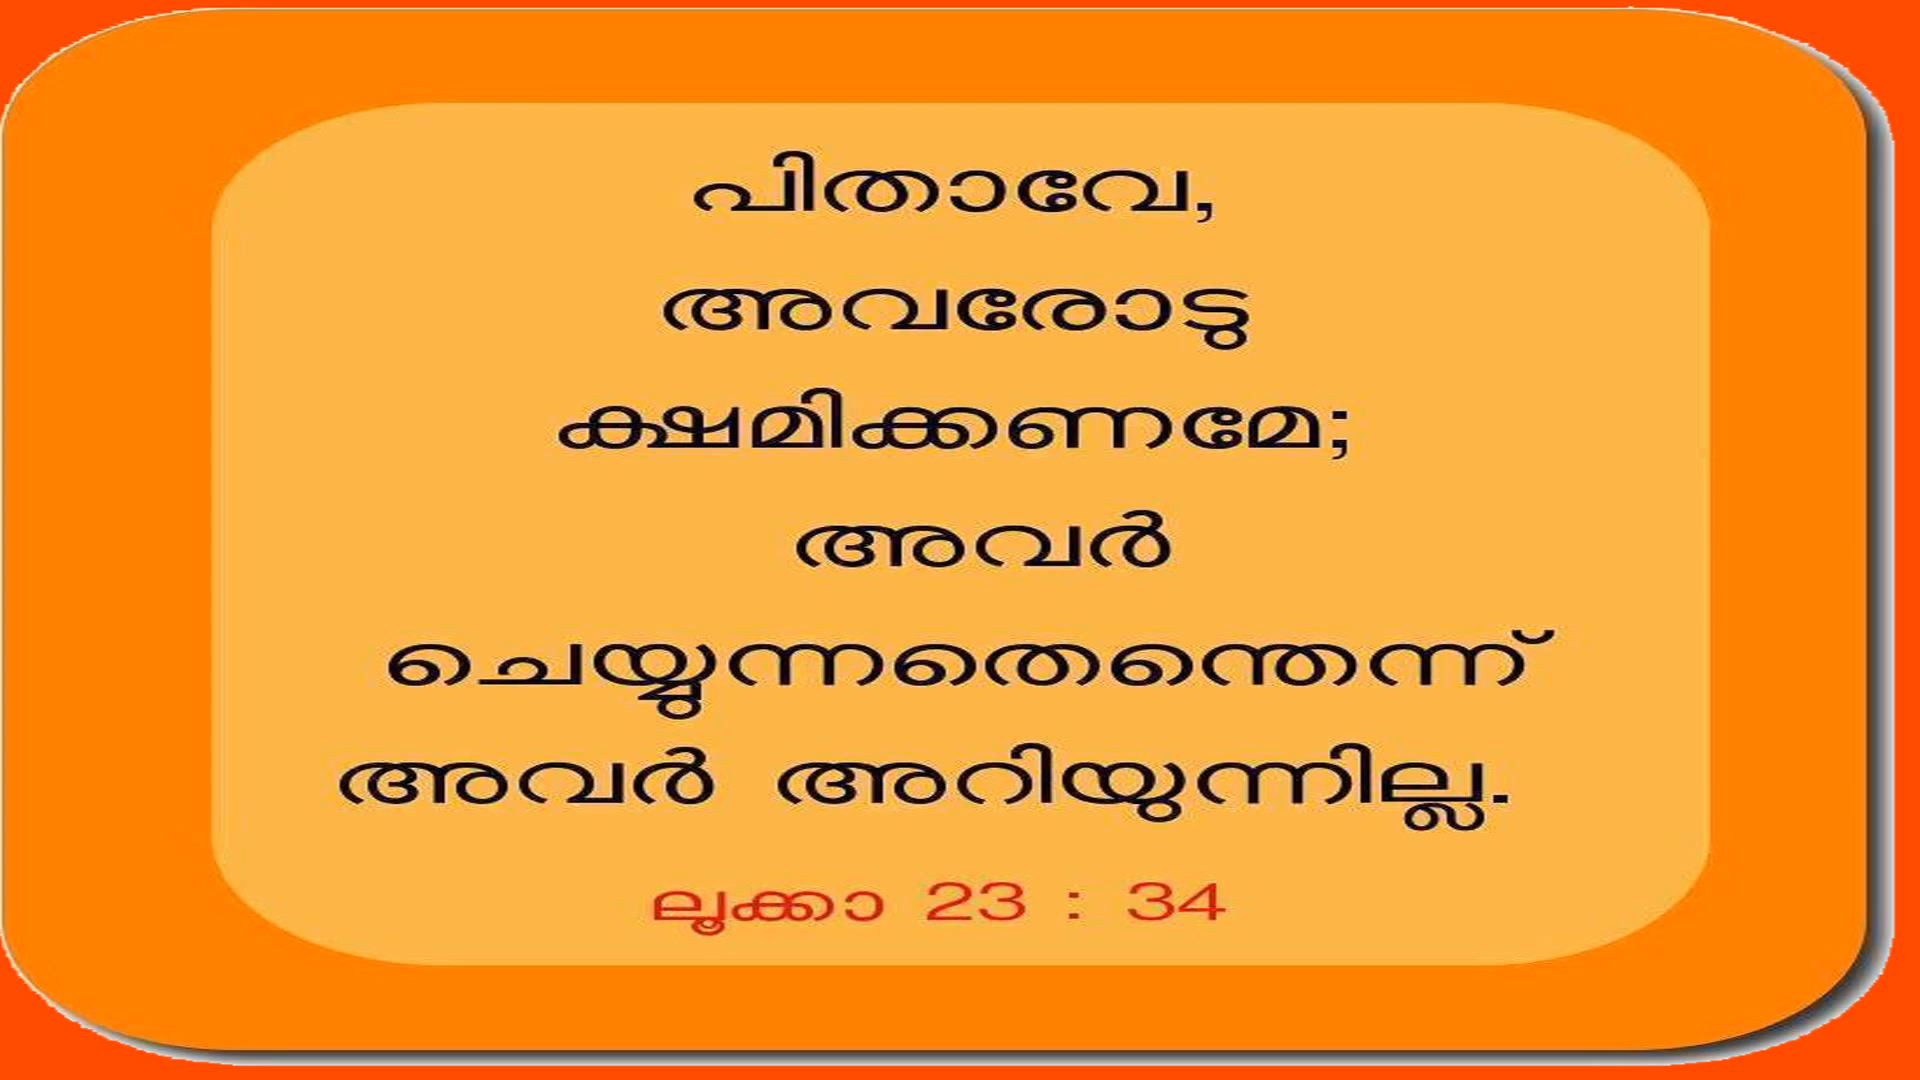 പിതാവേ,
അവരോടു
ക്ഷമിക്കണമേ;
അവർ
ചെയ്യുന്നതെന്തെന്ന്
അവർ അറിയുന്നില്ല.
ലൂക്കാ 23 : 34